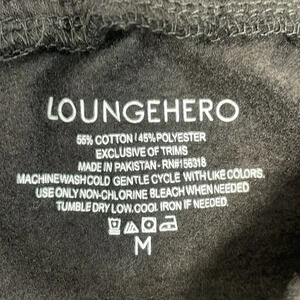 LOUNGEHERO
55% COTTON / 45% POLYESTER
EXCLUSIVE OF TRIMS
MADE IN PAKISTAN - RN#156318
MACHINE WASH COLD GENTLE CYCLE WITH LIKE COLORS.
USE ONLY NON-CHLORINE BLEACH WHEN NEEDED
TUMBLE DRY LOW. COOL IRON IF NEEDED.
M